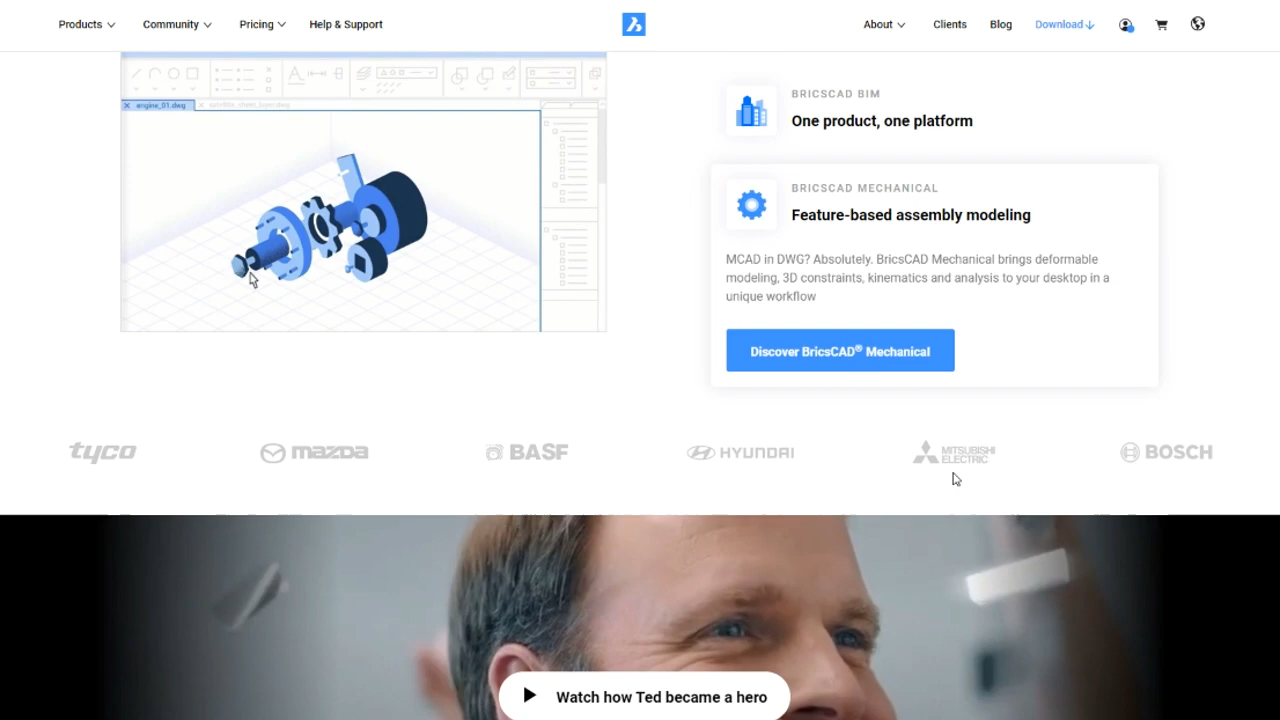 Products
Community
Pricing
Help & Support
About
Clients
Blog
Download
engine_01.dwg
BRICSCAD BIM
One product, one platform
BRICSCAD MECHANICAL
Feature-based assembly modeling
MCAD in DWG? Absolutely. BricsCAD Mechanical brings deformable
modeling, 3D constraints, kinematics and analysis to your desktop in a
unique workflow
Discover BricsCAD® Mechanical
tyco
mazda
BASF
HYUNDAI
MITSUBISHI
ELECTRIC
BOSCH
Watch how Ted became a hero